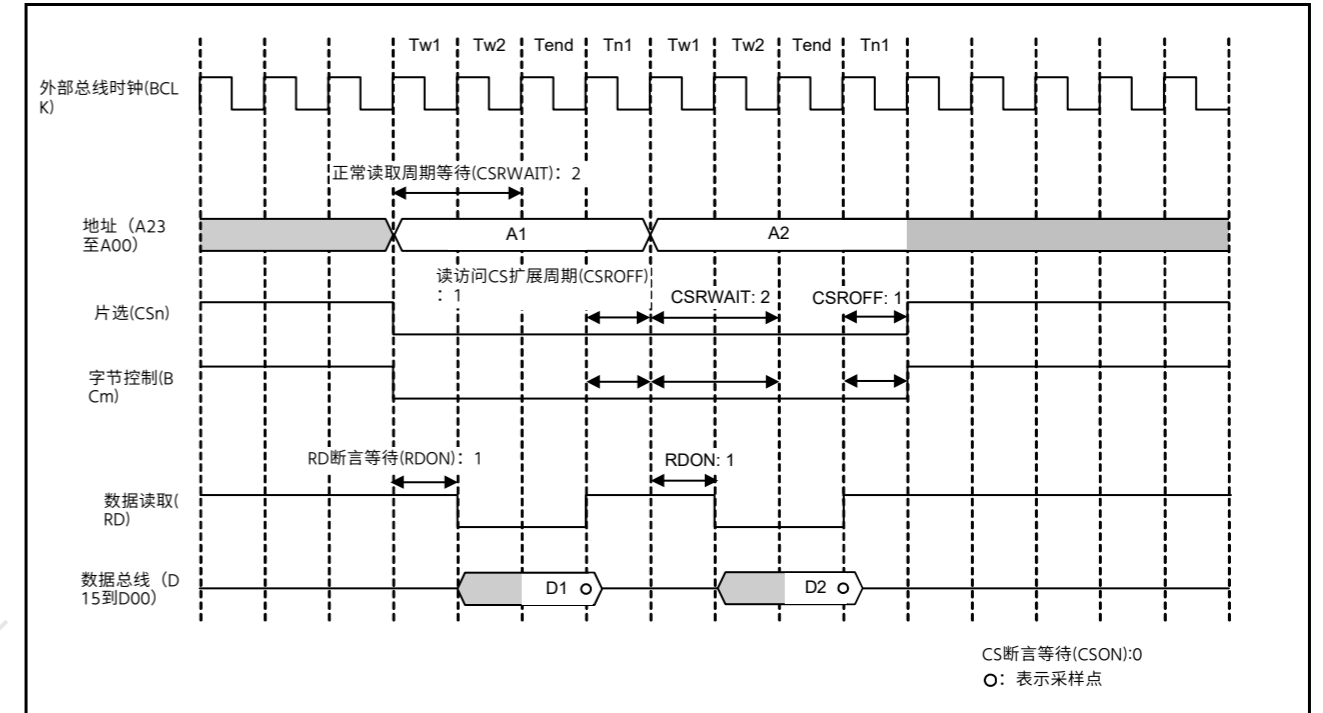 Tw1 Tw2 Tend Tn1 Tw1 Tw2 Tend Tn1
外部总线时钟(BCL
K)
正常读取周期等待(CSRWAIT)：2
地址（A23
至A00）
A1
A2
读访问CS扩展周期(CSROFF)
：1
CSRWAIT: 2
CSROFF: 1
片选(CSn)
字节控制(B
Cm)
RD断言等待(RDON)：1
RDON: 1
数据读取(
RD)
数据总线（D
15到D00）
D1
D2
CS断言等待(CSON):0
O：表示采样点